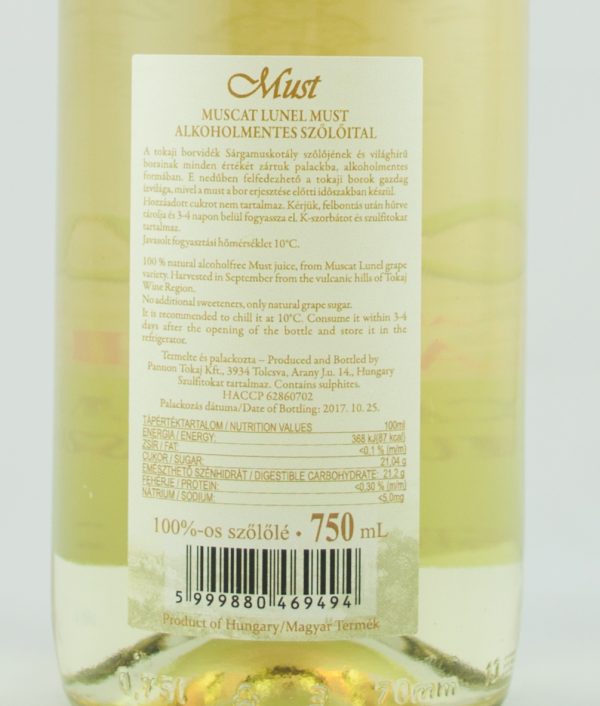 Must
MUSCAT LUNEL MUST
ALKOHOLMENTES SZŐLŐITAL
A tokaji borvidék Sárgamuskotály szőlőjének és világhírű
borainak minden értékét zártuk palackba, alkoholmentes
formában. E nedűben felfedezhető a tokaji borok gazdag
ízvilága, mivel a must a bor erjesztése előtti időszakban készül.
Hozzáadott cukrot nem tartalmaz. Kérjük, felbontás után hűtve
tárolja és 3-4 napon belül fogyassza el. K-szorbátot és szulfitokat
tartalmaz.
Javasolt fogyasztási hőmérséklet 10°C.
100 % natural alcoholfree Must juice, from Muscat Lunel grape
variety. Harvested in September from the vulcanic hills of Tokaj
Wine Region.
No additional sweeteners, only natural grape sugar.
It is recommended to chill it at 10°C. Consume it within 3-4
days after the opening of the bottle and store it in the
refrigerator.
Termelte és palackozta – Produced and Bottled by
Pannon Tokaj Kft., 3934 Tolcsva, Arany J.u. 14., Hungary
Szulfitokat tartalmaz. Contains sulphites.
HACCP 62860702
Palackozás dátuma/Date of Bottling: 2017. 10. 25.
TÁPÉRTÉKTARTALOM / NUTRITION VALUES 100ml
ENERGIA / ENERGY: 368 kJ(87 kcal)
ZSÍR / FAT: <0,1 % (m/m)
CUKOR / SUGAR: 21,04 g
EMÉSZTHETŐ SZÉNHIDRÁT / DIGESTIBLE CARBOHYDRATE: 21,2 g
FEHÉRJE / PROTEIN: <0,30 % (m/m)
NÁTRIUM / SODIUM: <5,0mg
100%-os szőlőlé • 750 mL
5 999880 469494
Product of Hungary/Magyar Termék
0,75l 70mm